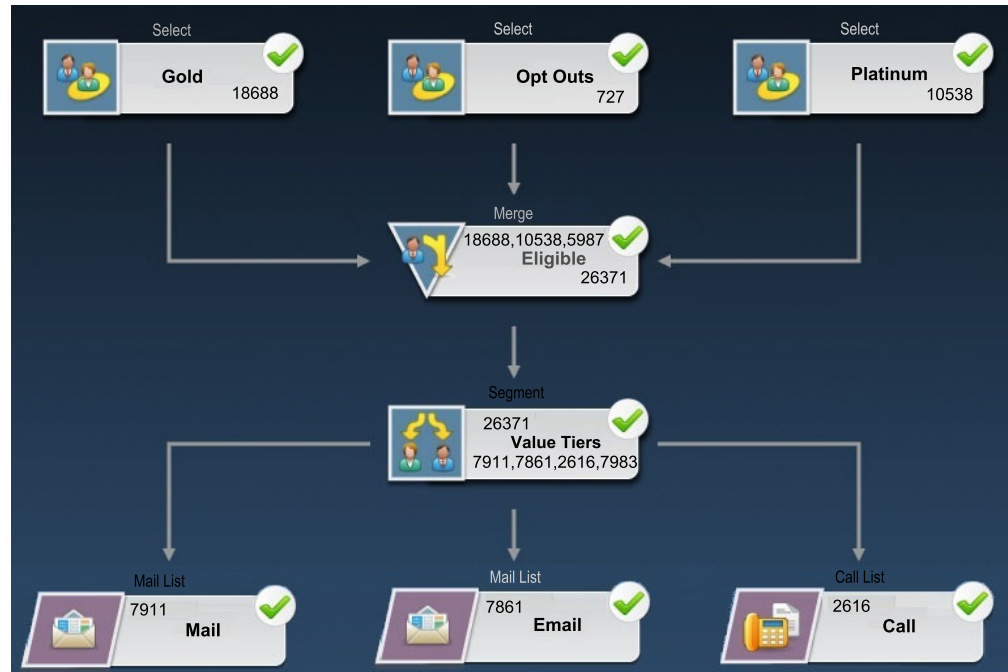 Select
Gold
18688
Select
Opt Outs
727
Select
Platinum
10538
Merge
18688,10538,5987
Eligible
26371
Segment
26371
Value Tiers
7911,7861,2616,7983
Mail List
7911
Mail
Mail List
7861
Email
Call List
2616
Call